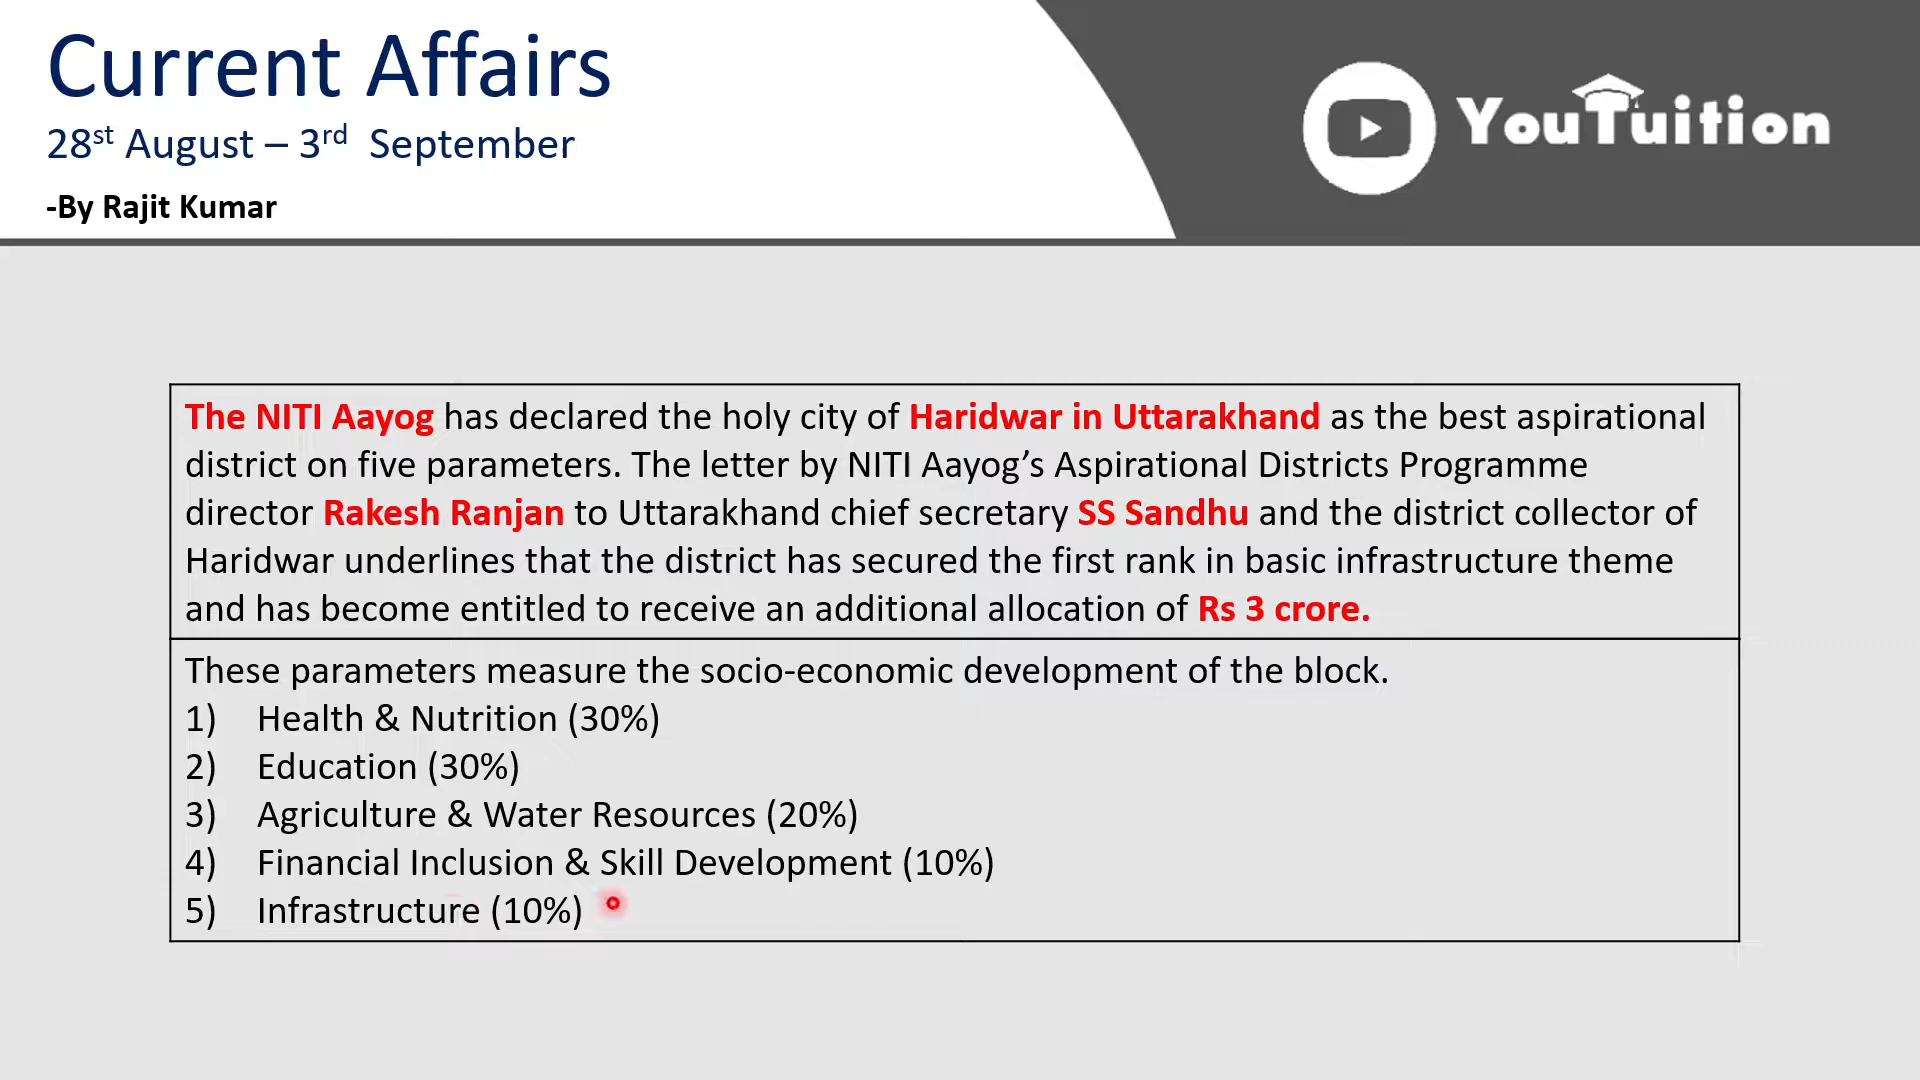 Current Affairs
28st August – 3rd September
-By Rajit Kumar
YouTuition
The NITI Aayog has declared the holy city of Haridwar in Uttarakhand as the best aspirational
district on five parameters. The letter by NITI Aayog’s Aspirational Districts Programme
director Rakesh Ranjan to Uttarakhand chief secretary SS Sandhu and the district collector of
Haridwar underlines that the district has secured the first rank in basic infrastructure theme
and has become entitled to receive an additional allocation of Rs 3 crore.
These parameters measure the socio-economic development of the block.
1) Health & Nutrition (30%)
2) Education (30%)
3) Agriculture & Water Resources (20%)
4) Financial Inclusion & Skill Development (10%)
5) Infrastructure (10%)